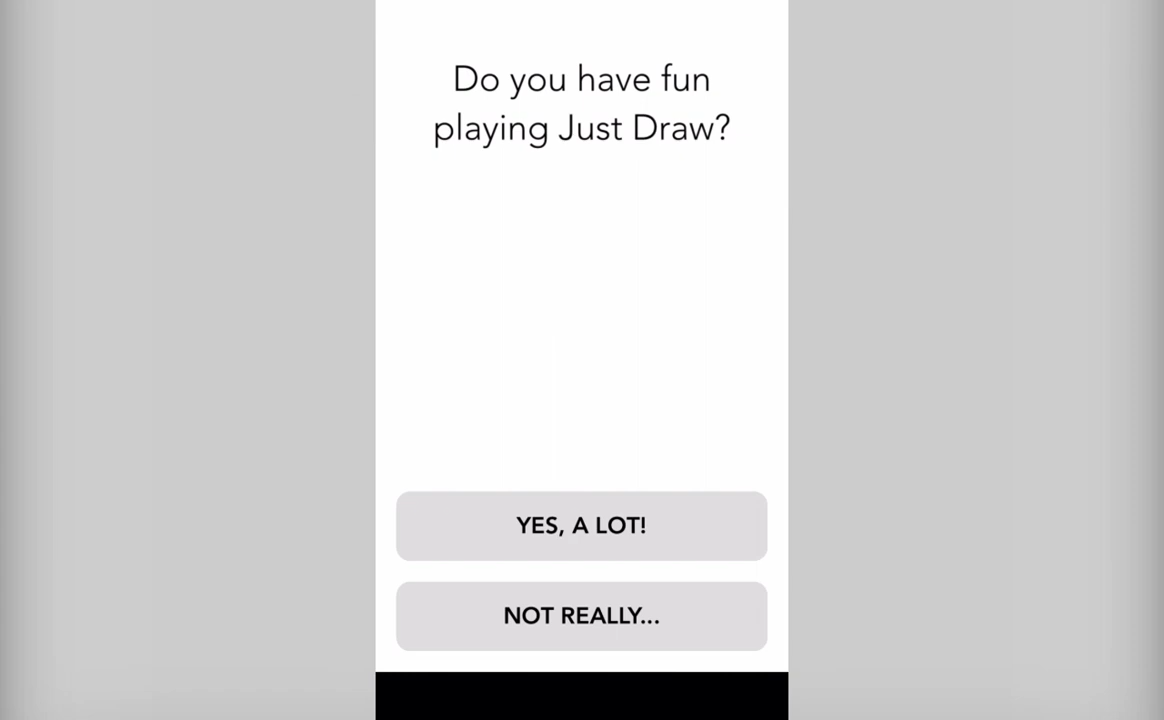 Do you have fun
playing Just Draw?
YES, A LOT!
NOT REALLY...